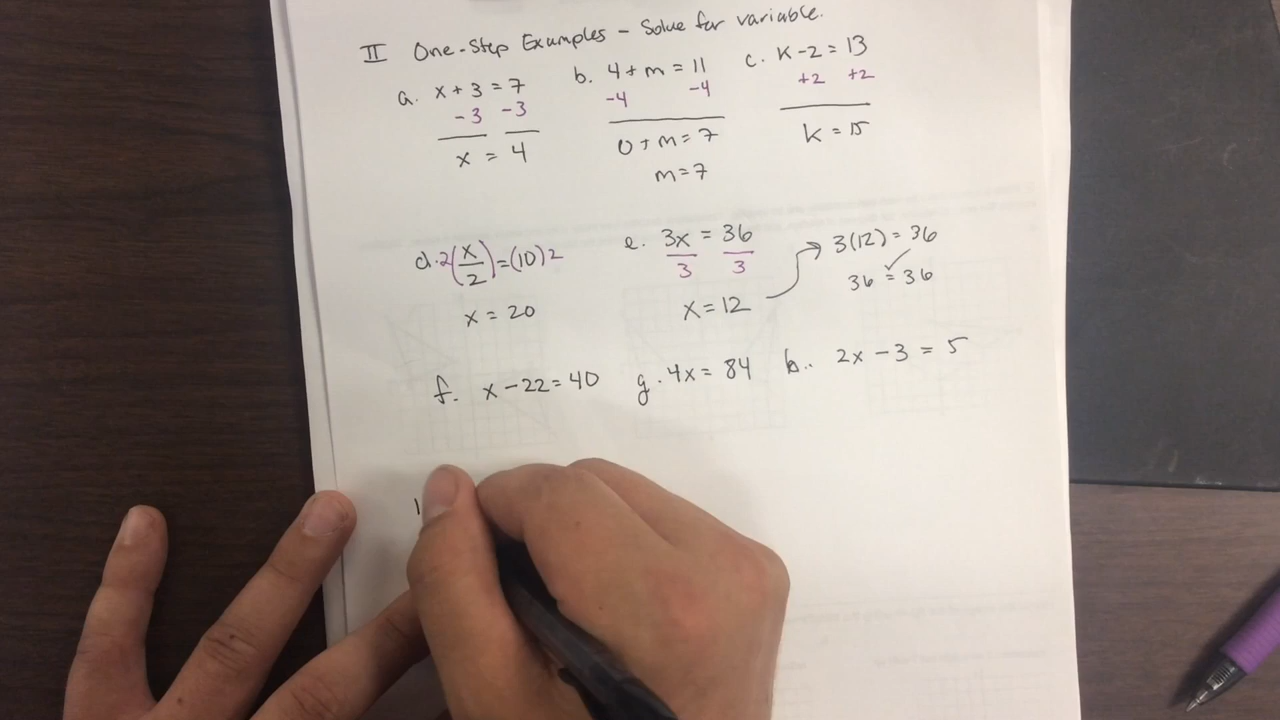 II One-Step Examples - Solve for variable.
a. x + 3 = 7
-3 -3
x = 4
b. 4 + m = 11
-4 -4
0 + m = 7
m = 7
c. k - 2 = 13
+2 +2
k = 15
d. 2(x/2) = (10)2
x = 20
e. 3x = 36
3 3
x = 12
3(12) = 36
36 = 36 ✓
f. x - 22 = 40
g. 4x = 84
h. 2x - 3 = 5